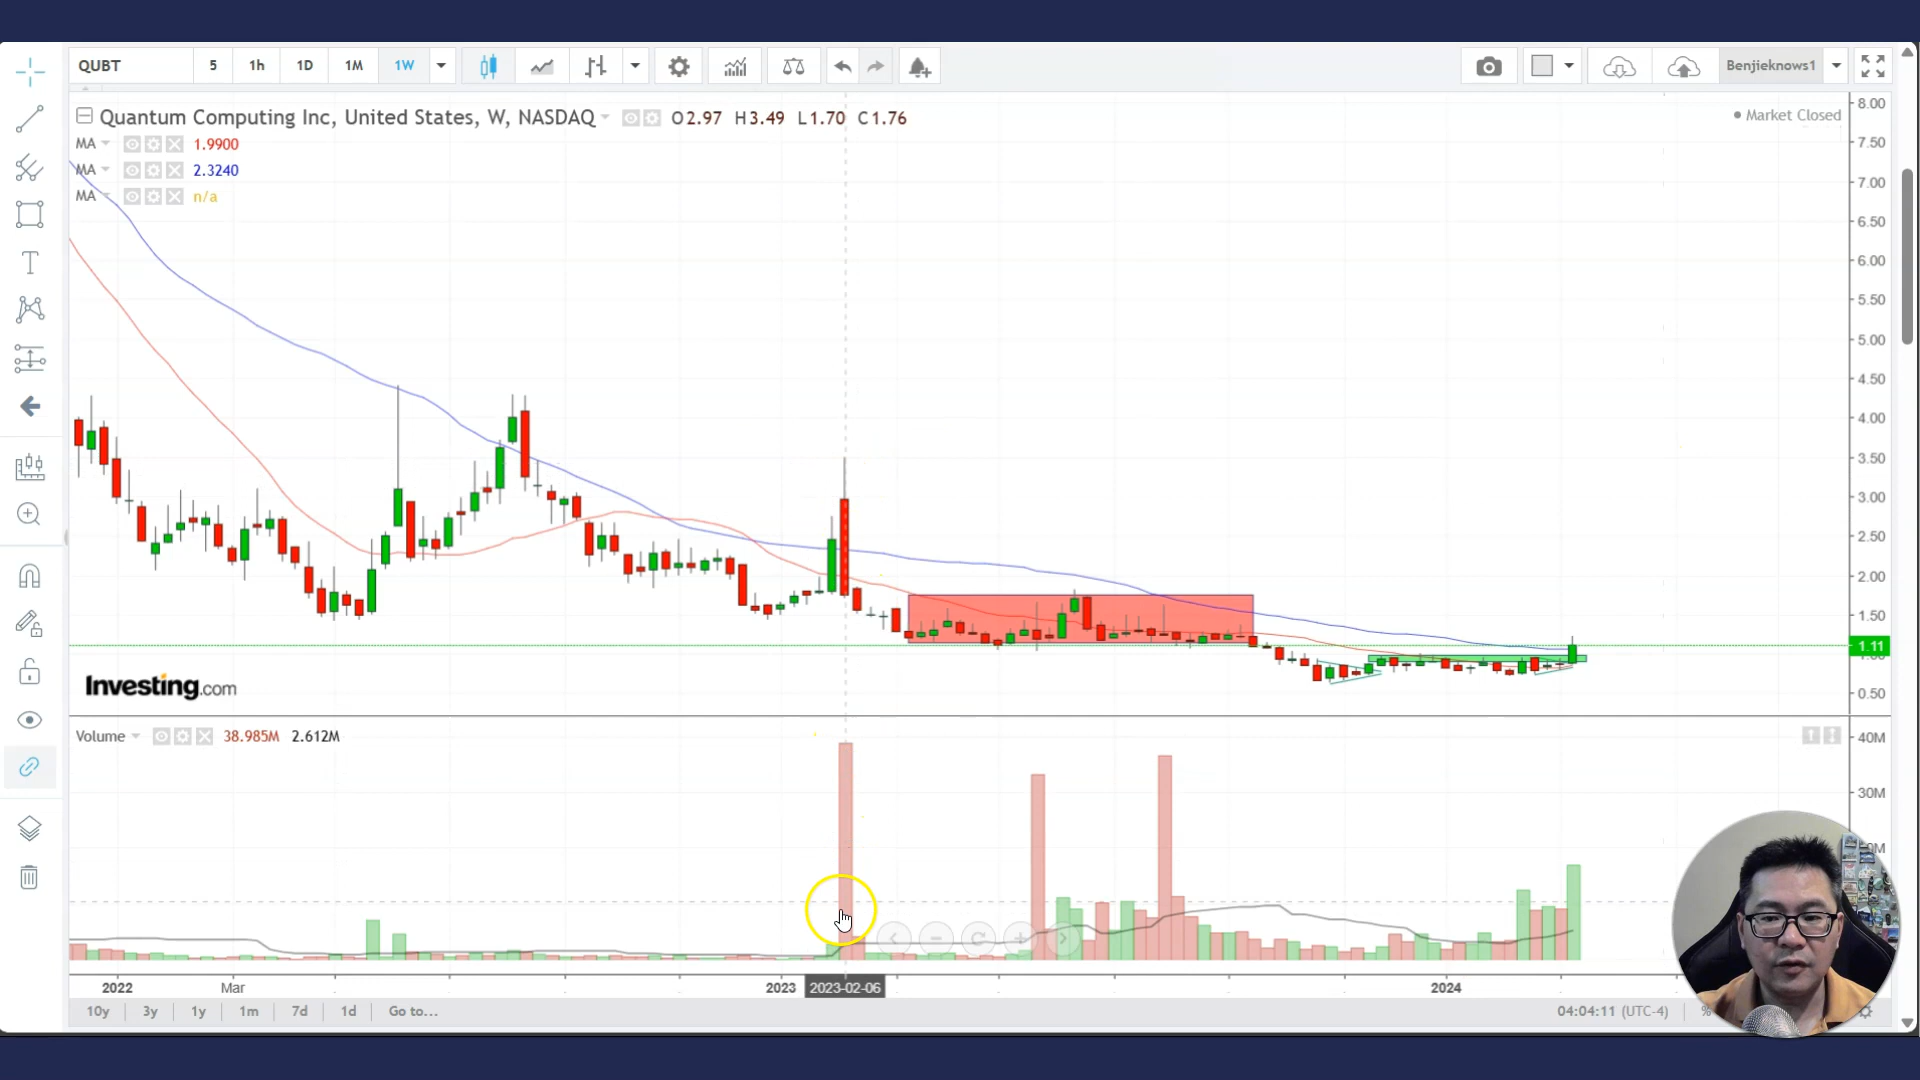 QUBT 5 1h 1D 1M 1W Benjieknows1
Quantum Computing Inc, United States, W, NASDAQ O2.97 H3.49 L1.70 C1.76
Market Closed
MA 1.9900
MA 2.3240
MA n/a
8.00
7.50
7.00
6.50
6.00
5.50
5.00
4.50
4.00
3.50
3.00
2.50
2.00
1.50
1.11
0.50
Investing.com
Volume 38.985M 2.612M
40M
30M
2022 Mar 2023 2023-02-06 2024
10y 3y 1y 1m 7d 1d Go to... 04:04:11 (UTC-4) %